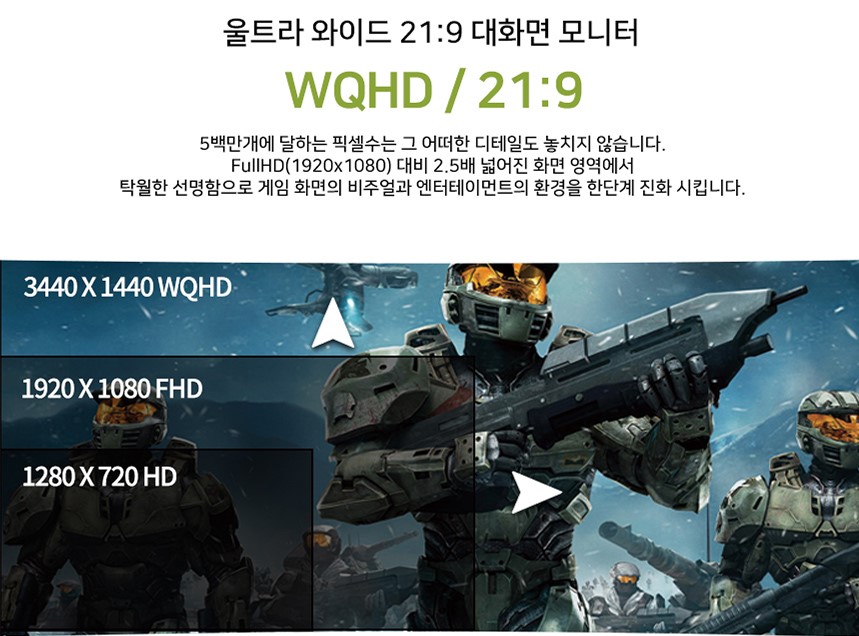 울트라 와이드 21:9 대화면 모니터
WQHD / 21:9
5백만개에 달하는 픽셀수는 그 어떠한 디테일도 놓치지 않습니다.
FullHD(1920x1080) 대비 2.5배 넓어진 화면 영역에서
탁월한 선명함으로 게임 화면의 비주얼과 엔터테이먼트의 환경을 한단계 진화 시킵니다.
3440 X 1440 WQHD
1920 X 1080 FHD
1280 X 720 HD